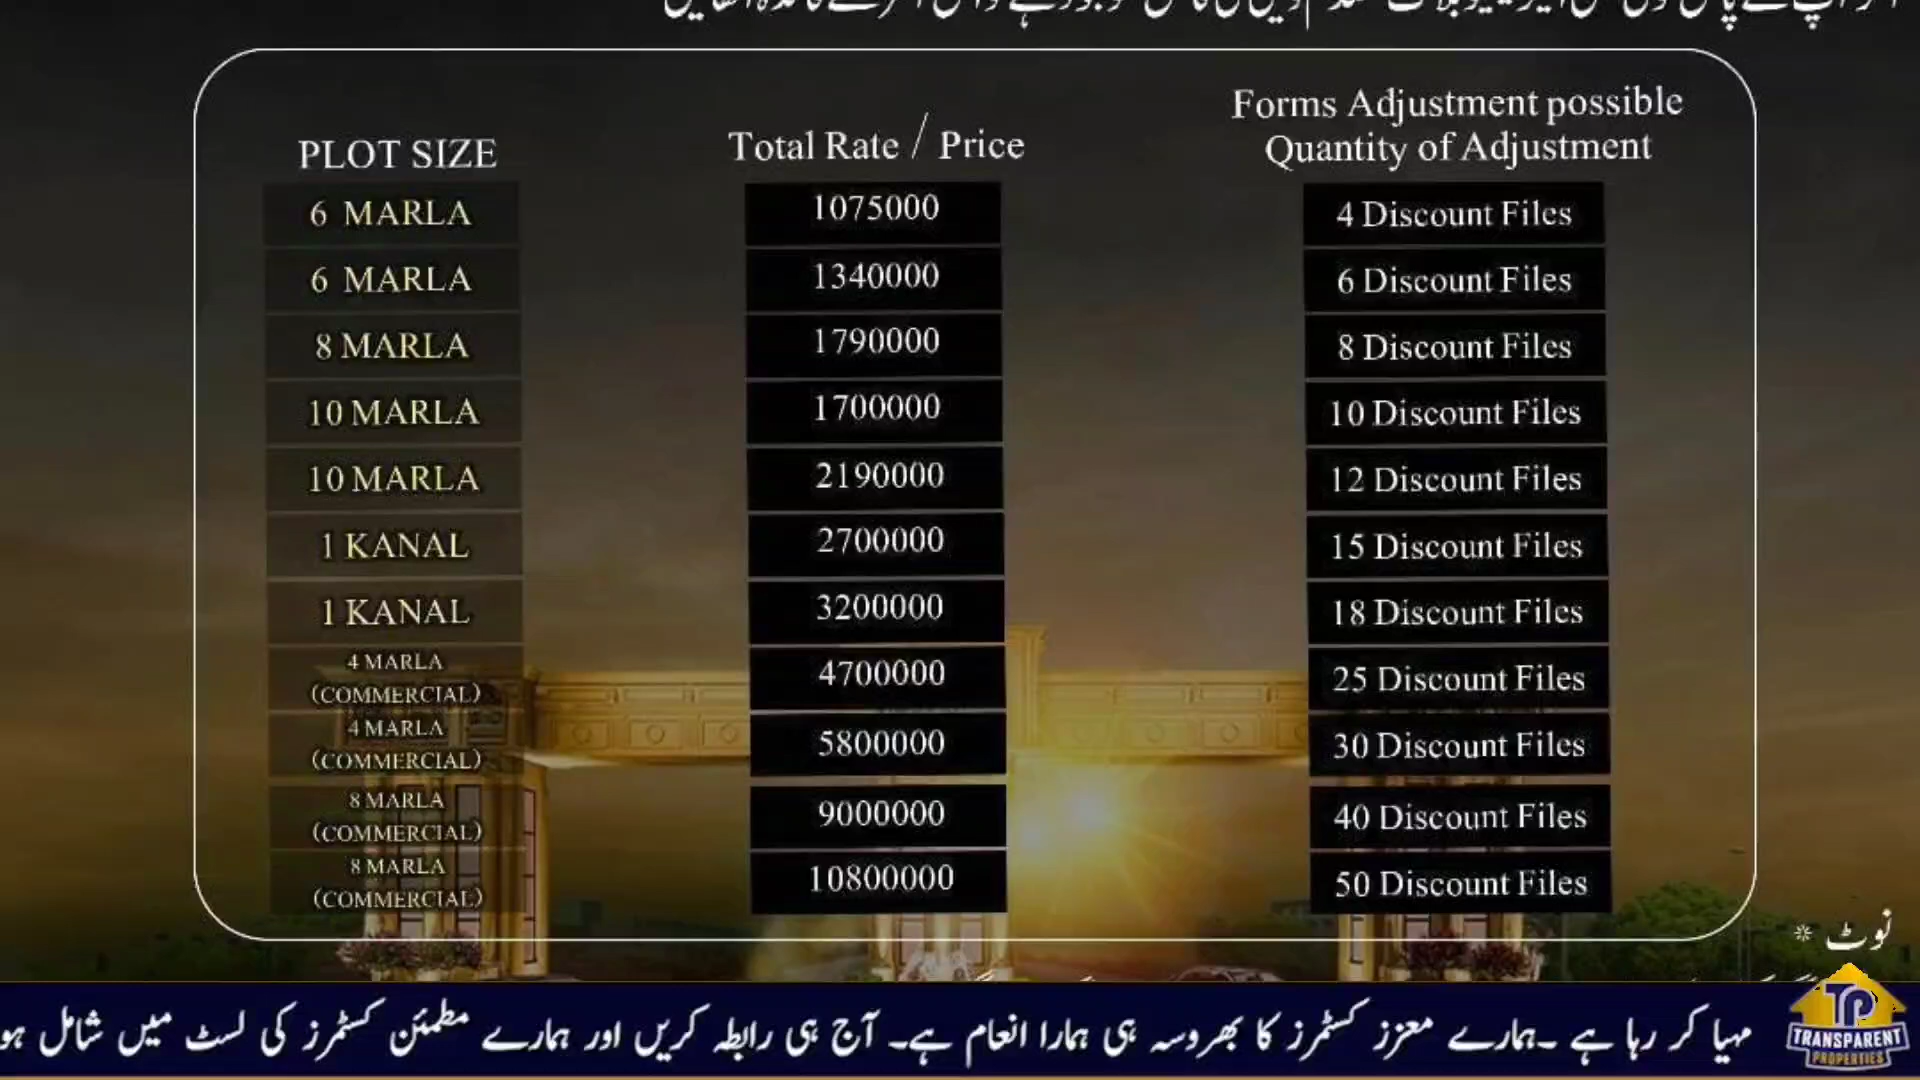 PLOT SIZE Total Rate / Price Forms Adjustment possible
Quantity of Adjustment
6 MARLA 1075000 4 Discount Files
6 MARLA 1340000 6 Discount Files
8 MARLA 1790000 8 Discount Files
10 MARLA 1700000 10 Discount Files
10 MARLA 2190000 12 Discount Files
1 KANAL 2700000 15 Discount Files
1 KANAL 3200000 18 Discount Files
4 MARLA
(COMMERCIAL) 4700000 25 Discount Files
4 MARLA
(COMMERCIAL) 5800000 30 Discount Files
8 MARLA
(COMMERCIAL) 9000000 40 Discount Files
8 MARLA
(COMMERCIAL) 10800000 50 Discount Files
نوٹ *
مہیا کر رہا ہے ۔ہمارے معزز کسٹمرز کا بھروسہ ہی ہمارا انعام ہے۔ آج ہی رابطہ کریں اور ہمارے مطمئن کسٹمرز کی لسٹ میں شامل ہو
TP
TRANSPARENT
PROPERTIES